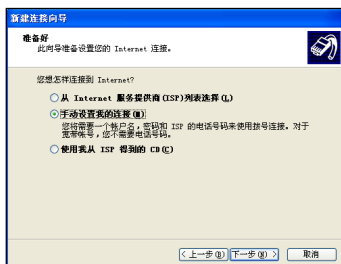 新建连接向导
准备好
此向导准备设置您的 Internet 连接。
您想怎样连接到 Internet?
从 Internet 服务提供商(ISP)列表选择(L)
手动设置我的连接(M)
您将需要一个帐户名，密码和 ISP 的电话号码来使用拨号连接。对于
宽带帐号，您不需要电话号码。
使用我从 ISP 得到的 CD(C)
< 上一步(B) 下一步(N) > 取消